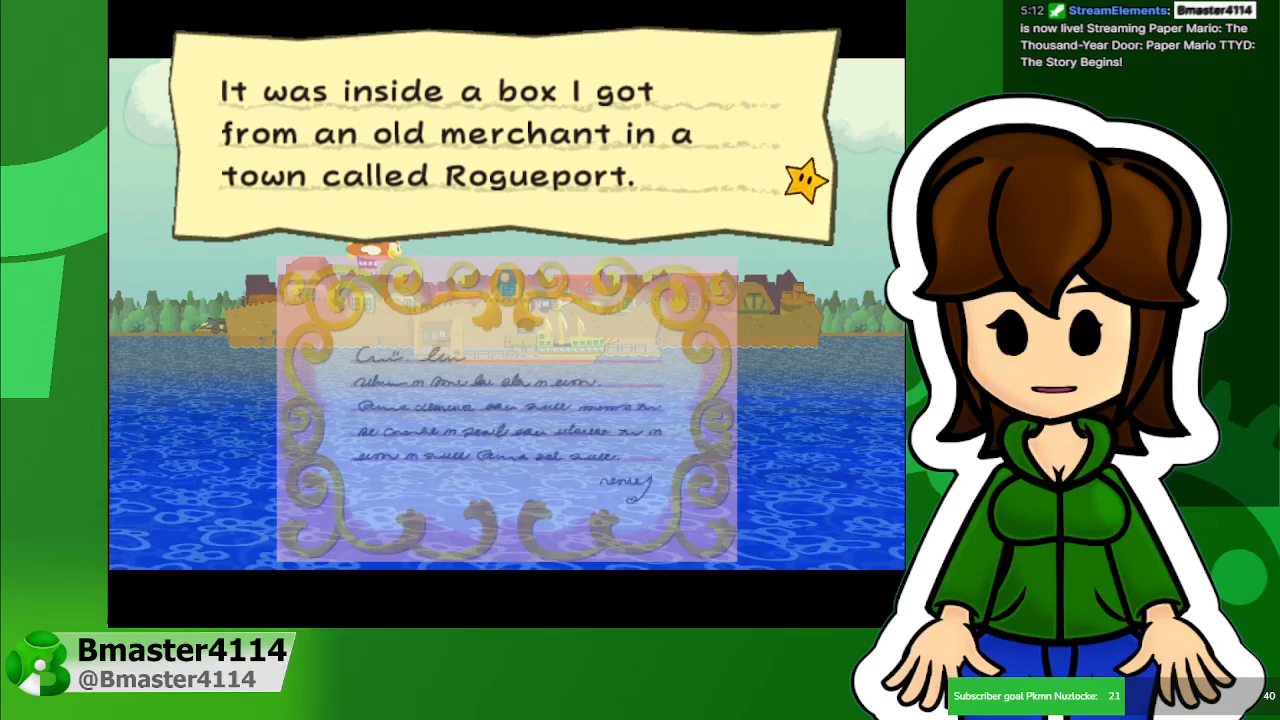 It was inside a box I got
from an old merchant in a
town called Rogueport.
5:12 StreamElements: Bmaster4114
is now live! Streaming Paper Mario: The
Thousand-Year Door: Paper Mario TTYD:
The Story Begins!
Bmaster4114
@Bmaster4114
Subscriber goal Pkmn Nuzlocke: 21
40